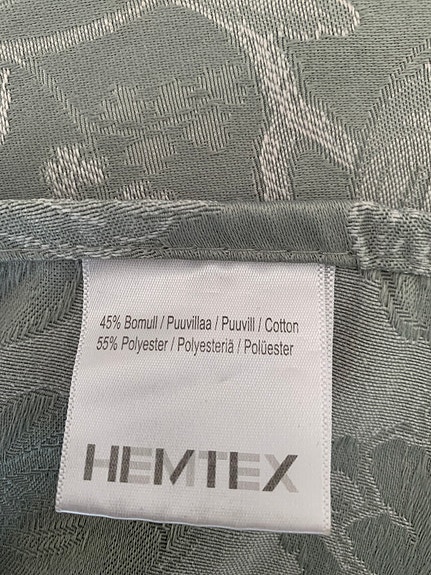 45% Bomull / Puuvillaa / Puuvill / Cotton
55% Polyester / Polyesteriä / Polüester
HEMTEX